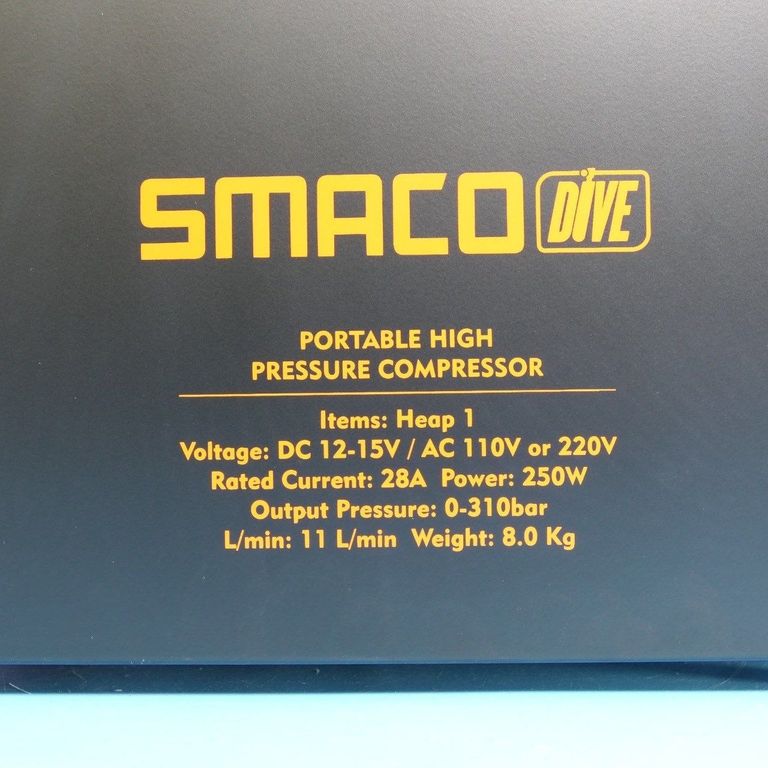 SMACO DIVE
PORTABLE HIGH
PRESSURE COMPRESSOR
Items: Heap 1
Voltage: DC 12-15V / AC 110V or 220V
Rated Current: 28A Power: 250W
Output Pressure: 0-310bar
L/min: 11 L/min Weight: 8.0 Kg